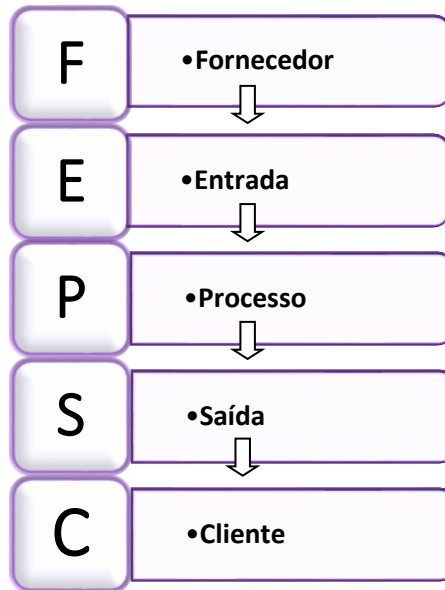 F
•Fornecedor
E
•Entrada
P
•Processo
S
•Saída
C
•Cliente